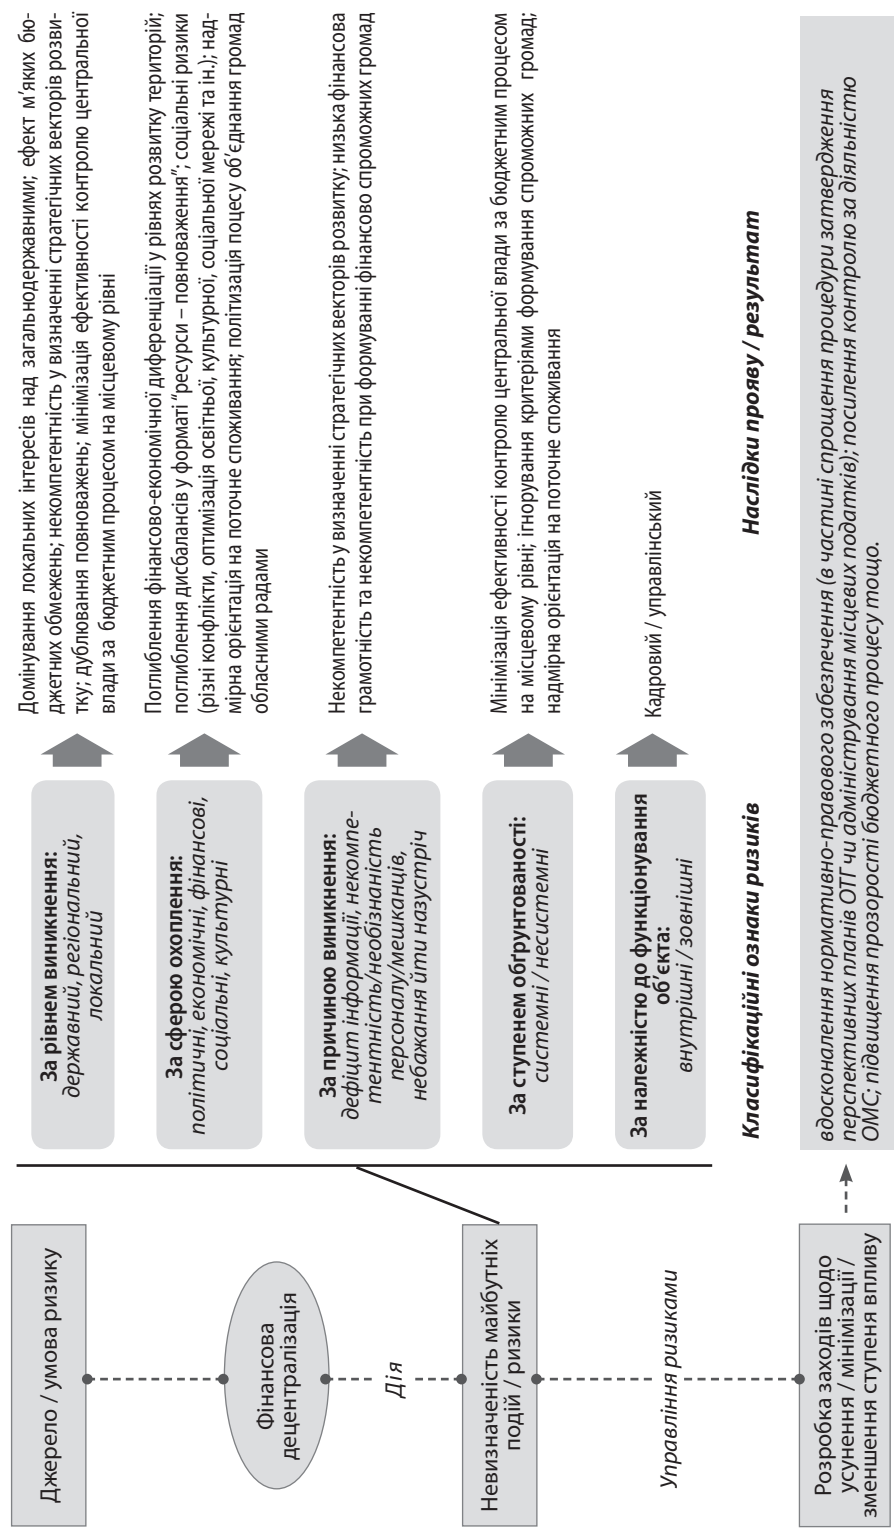 Джерело / умова ризику
Фінансова
децентралізація
Дія
Невизначеність майбутніх
подій / ризики
Управління ризиками
Розробка заходів щодо
усунення / мінімізації /
зменшення ступеня впливу
За рівнем виникнення:
державний, регіональний,
локальний
Домінування локальних інтересів над загальнодержавними; ефект м’яких бю-
джетних обмежень; некомпетентність у визначенні стратегічних векторів розви-
тку; дублювання повноважень; мінімізація ефективності контролю центральної
влади за бюджетним процесом на місцевому рівні
За сферою охоплення:
політичні, економічні, фінансові,
соціальні, культурні
Поглиблення фінансово-економічної диференціації у рівнях розвитку територій;
поглиблення дисбалансів у форматі “ресурси – повноваження”; соціальні ризики
(різні конфлікти, оптимізація освітньої, культурної, соціальної мережі та ін.); над-
мірна орієнтація на поточне споживання; політизація поцесу об’єднання громад
обласними радами
За причиною виникнення:
дефіцит інформації, некомпе-
тентність/необізнаність
персоналу/мешканців,
небажання йти назустріч
Некомпетентність у визначенні стратегічних векторів розвитку; низька фінансова
грамотність та некомпетентність при формуванні фінансово спроможних громад
За ступенем обґрунтованості:
системні / несистемні
Мінімізація ефективності контролю центральної влади за бюджетним процесом
на місцевому рівні; ігнорування критеріями формування спроможних громад;
надмірна орієнтація на поточне споживання
За належністю до функціонування
об’єкта:
внутрішні / зовнішні
Кадровий / управлінський
Класифікаційні ознаки ризиків
Наслідки прояву / результат
вдосконалення нормативно-правового забезпечення (в частині спрощення процедури затвердження
перспективних планів ОТГ чи адміністрування місцевих податків); посилення контролю за діяльністю
ОМС; підвищення прозорості бюджетного процесу тощо.